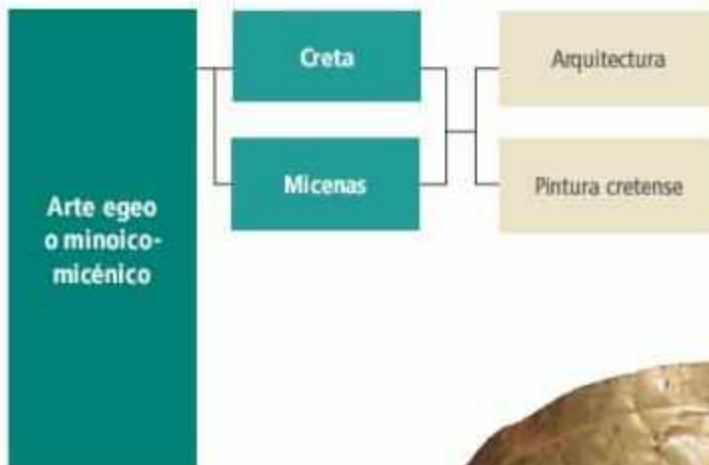 Arte egeo
o minoico-
micénico
Creta
Micenas
Arquitectura
Pintura cretense